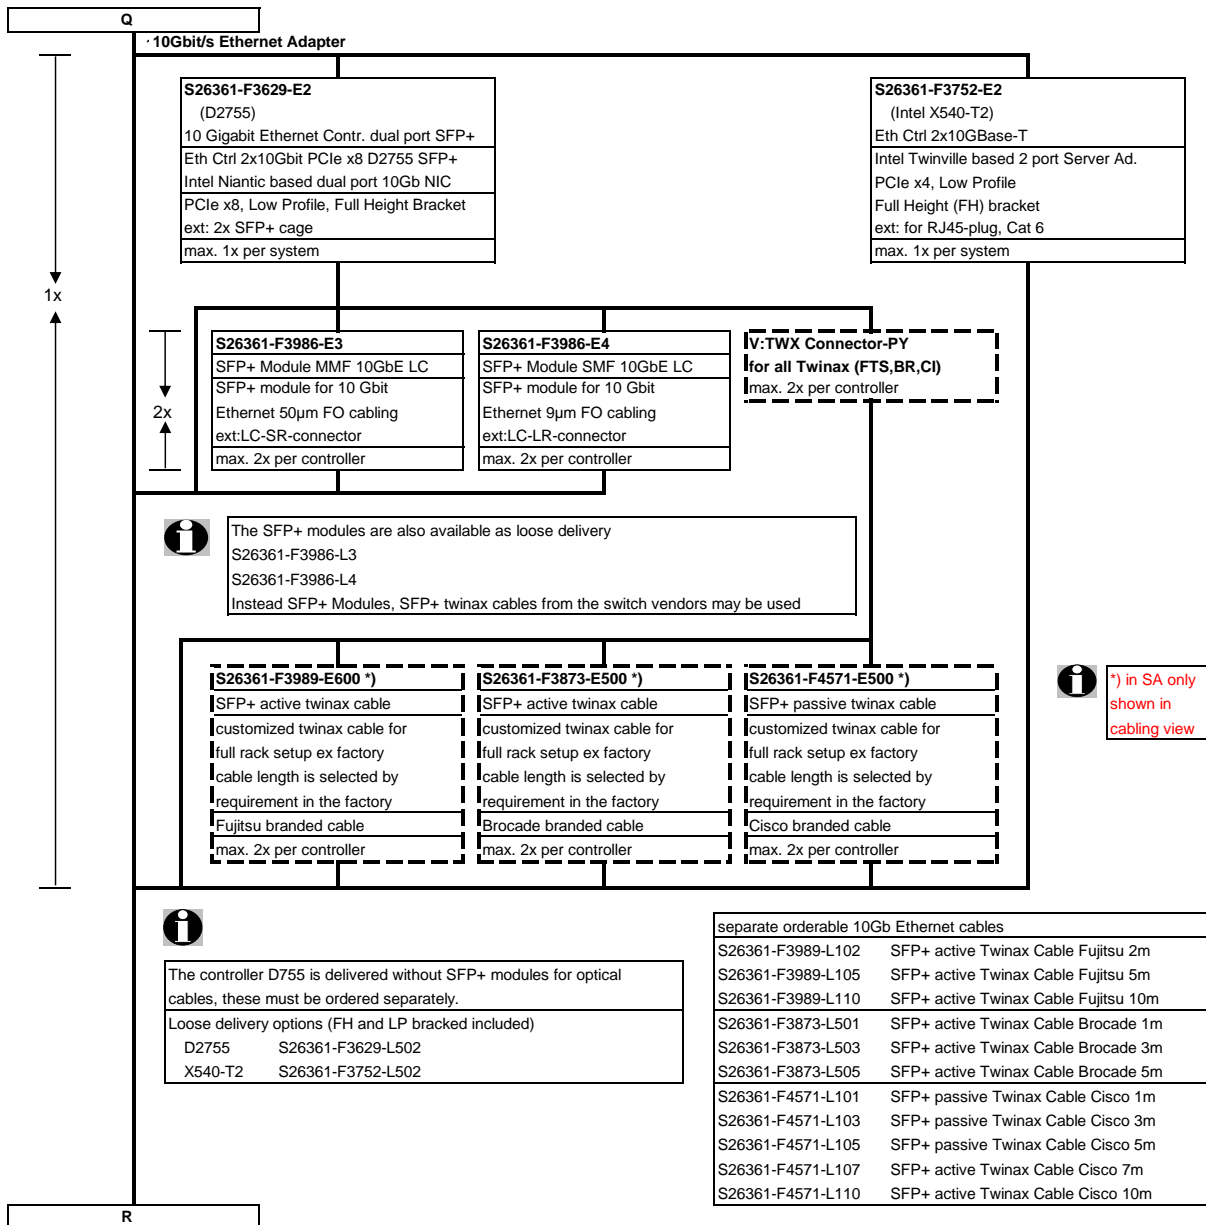 Q
10Gbit/s Ethernet Adapter
S26361-F3629-E2
(D2755)
10 Gigabit Ethernet Contr. dual port SFP+
Eth Ctrl 2x10Gbit PCIe x8 D2755 SFP+
Intel Niantic based dual port 10Gb NIC
PCIe x8, Low Profile, Full Height Bracket
ext: 2x SFP+ cage
max. 1x per system
S26361-F3752-E2
(Intel X540-T2)
Eth Ctrl 2x10GBase-T
Intel Twinville based 2 port Server Ad.
PCIe x4, Low Profile
Full Height (FH) bracket
ext: for RJ45-plug, Cat 6
max. 1x per system
1x
2x
S26361-F3986-E3
SFP+ Module MMF 10GbE LC
SFP+ module for 10 Gbit
Ethernet 50µm FO cabling
ext:LC-SR-connector
max. 2x per controller
S26361-F3986-E4
SFP+ Module SMF 10GbE LC
SFP+ module for 10 Gbit
Ethernet 9µm FO cabling
ext:LC-LR-connector
max. 2x per controller
V:TWX Connector-PY
for all Twinax (FTS,BR,CI)
max. 2x per controller
The SFP+ modules are also available as loose delivery
S26361-F3986-L3
S26361-F3986-L4
Instead SFP+ Modules, SFP+ twinax cables from the switch vendors may be used
S26361-F3989-E600 *)
SFP+ active twinax cable
customized twinax cable for
full rack setup ex factory
cable length is selected by
requirement in the factory
Fujitsu branded cable
max. 2x per controller
S26361-F3873-E500 *)
SFP+ active twinax cable
customized twinax cable for
full rack setup ex factory
cable length is selected by
requirement in the factory
Brocade branded cable
max. 2x per controller
S26361-F4571-E500 *)
SFP+ passive twinax cable
customized twinax cable for
full rack setup ex factory
cable length is selected by
requirement in the factory
Cisco branded cable
max. 2x per controller
*) in SA only
shown in
cabling view
The controller D755 is delivered without SFP+ modules for optical
cables, these must be ordered separately.
Loose delivery options (FH and LP bracked included)
D2755 S26361-F3629-L502
X540-T2 S26361-F3752-L502
separate orderable 10Gb Ethernet cables
S26361-F3989-L102 SFP+ active Twinax Cable Fujitsu 2m
S26361-F3989-L105 SFP+ active Twinax Cable Fujitsu 5m
S26361-F3989-L110 SFP+ active Twinax Cable Fujitsu 10m
S26361-F3873-L501 SFP+ active Twinax Cable Brocade 1m
S26361-F3873-L503 SFP+ active Twinax Cable Brocade 3m
S26361-F3873-L505 SFP+ active Twinax Cable Brocade 5m
S26361-F4571-L101 SFP+ passive Twinax Cable Cisco 1m
S26361-F4571-L103 SFP+ passive Twinax Cable Cisco 3m
S26361-F4571-L105 SFP+ passive Twinax Cable Cisco 5m
S26361-F4571-L107 SFP+ active Twinax Cable Cisco 7m
S26361-F4571-L110 SFP+ active Twinax Cable Cisco 10m
R